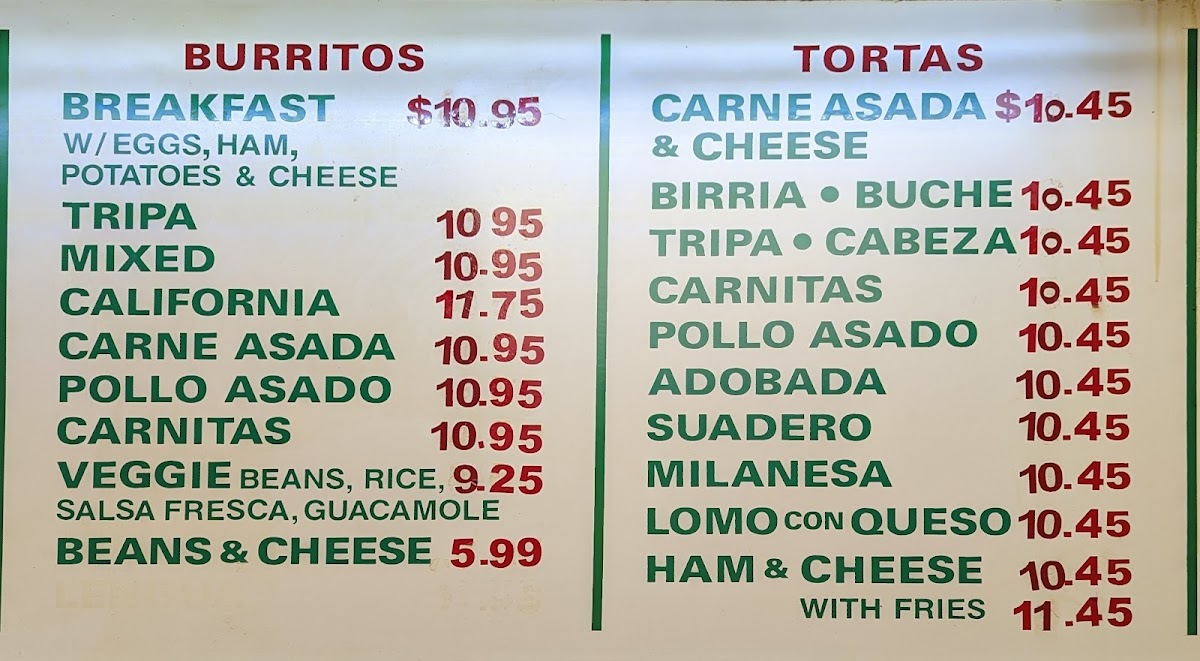 BURRITOS
BREAKFAST $10.95
W/EGGS, HAM,
POTATOES & CHEESE
TRIPA 10 95
MIXED 10.95
CALIFORNIA 11.75
CARNE ASADA 10.95
POLLO ASADO 10.95
CARNITAS 10.95
VEGGIE BEANS, RICE, 9.25
SALSA FRESCA, GUACAMOLE
BEANS & CHEESE 5.99
TORTAS
CARNE ASADA $10.45
& CHEESE
BIRRIA • BUCHE 10.45
TRIPA • CABEZA 10.45
CARNITAS 10.45
POLLO ASADO 10.45
ADOBADA 10.45
SUADERO 10.45
MILANESA 10.45
LOMO CON QUESO 10.45
HAM & CHEESE 10.45
WITH FRIES 11.45